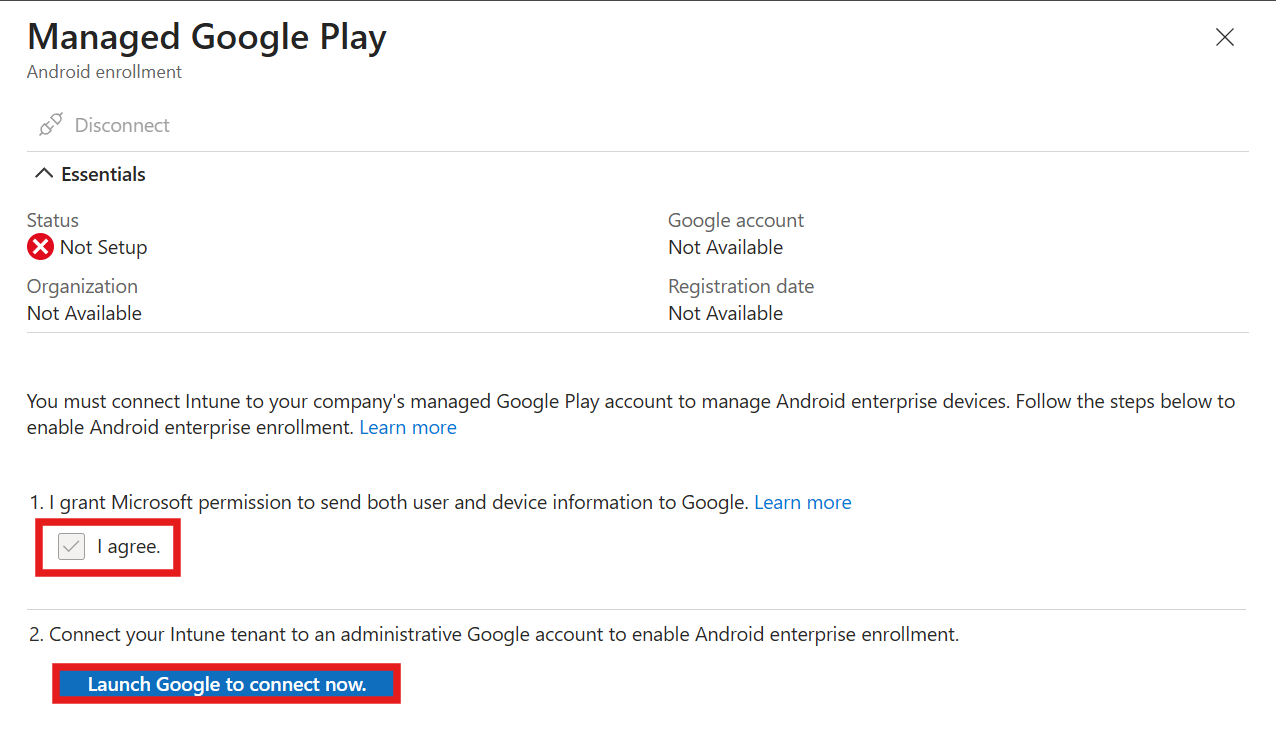 Managed Google Play
Android enrollment
Disconnect
Essentials
Status
Not Setup
Google account
Not Available
Organization
Not Available
Registration date
Not Available
You must connect Intune to your company's managed Google Play account to manage Android enterprise devices. Follow the steps below to
enable Android enterprise enrollment. Learn more
1. I grant Microsoft permission to send both user and device information to Google. Learn more
I agree.
2. Connect your Intune tenant to an administrative Google account to enable Android enterprise enrollment.
Launch Google to connect now.